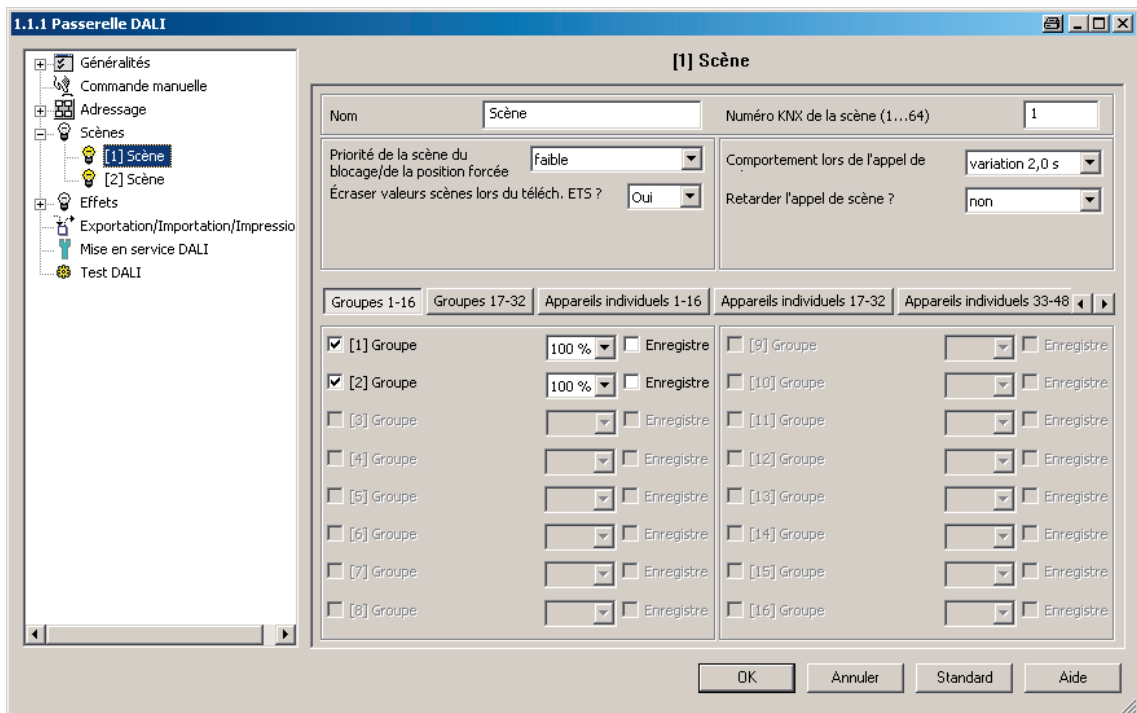 1.1.1 Passerelle DALI
Généralités
Commande manuelle
Adressage
Scènes
[1] Scène
[2] Scène
Effets
Exportation/Importation/Impressio
Mise en service DALI
Test DALI
[1] Scène
Nom
Scène
Numéro KNX de la scène (1...64)
1
Priorité de la scène du
blocage/de la position forcée
faible
Écraser valeurs scènes lors du téléch. ETS ?
Oui
Comportement lors de l'appel de
variation 2,0 s
Retarder l'appel de scène ?
non
Groupes 1-16
Groupes 17-32
Appareils individuels 1-16
Appareils individuels 17-32
Appareils individuels 33-48
[1] Groupe
100 %
Enregistre
[2] Groupe
100 %
Enregistre
[3] Groupe
Enregistre
[4] Groupe
Enregistre
[5] Groupe
Enregistre
[6] Groupe
Enregistre
[7] Groupe
Enregistre
[8] Groupe
Enregistre
[9] Groupe
Enregistre
[10] Groupe
Enregistre
[11] Groupe
Enregistre
[12] Groupe
Enregistre
[13] Groupe
Enregistre
[14] Groupe
Enregistre
[15] Groupe
Enregistre
[16] Groupe
Enregistre
OK
Annuler
Standard
Aide